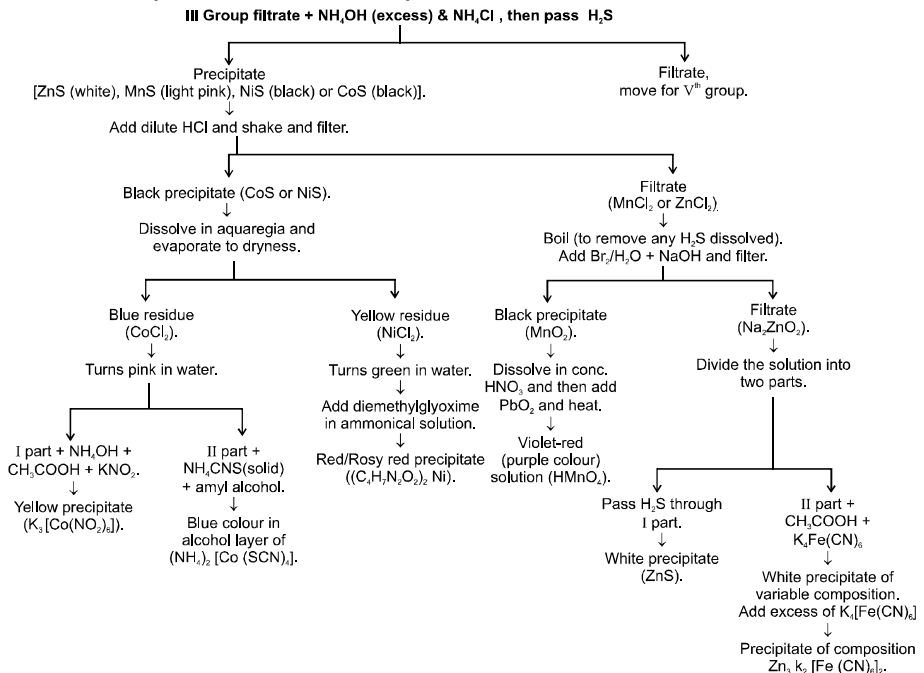 III Group filtrate + NH₄OH (excess) & NH₄Cl , then pass H₂S
Precipitate
[ZnS (white), MnS (light pink), NiS (black) or CoS (black)].
↓
Add dilute HCl and shake and filter.
Filtrate,
move for Vᵗʰ group.
Black precipitate (CoS or NiS).
↓
Dissolve in aquaregia and
evaporate to dryness.
Filtrate
(MnCl₂ or ZnCl₂)
↓
Boil (to remove any H₂S dissolved).
Add Br₂/H₂O + NaOH and filter.
Blue residue
(CoCl₂).
↓
Turns pink in water.
Yellow residue
(NiCl₂).
↓
Turns green in water.
↓
Add diemethylglyoxime
in ammonical solution.
↓
Red/Rosy red precipitate
((C₄H₇N₂O₂)₂ Ni).
Black precipitate
(MnO₂).
↓
Dissolve in conc.
HNO₃ and then add
PbO₂ and heat.
↓
Violet-red
(purple colour)
solution (HMnO₄).
Filtrate
(Na₂ZnO₂).
↓
Divide the solution into
two parts.
I part + NH₄OH +
CH₃COOH + KNO₂.
↓
Yellow precipitate
(K₃[Co(NO₂)₆]).
II part +
NH₄CNS(solid)
+ amyl alcohol.
↓
Blue colour in
alcohol layer of
(NH₄)₂ [Co (SCN)₄].
Pass H₂S through
I part.
↓
White precipitate
(ZnS).
II part +
CH₃COOH +
K₄Fe(CN)₆
↓
White precipitate of
variable composition.
Add excess of K₄[Fe(CN)₆]
↓
Precipitate of composition
Zn₃ k₂ [Fe (CN)₆]₂.